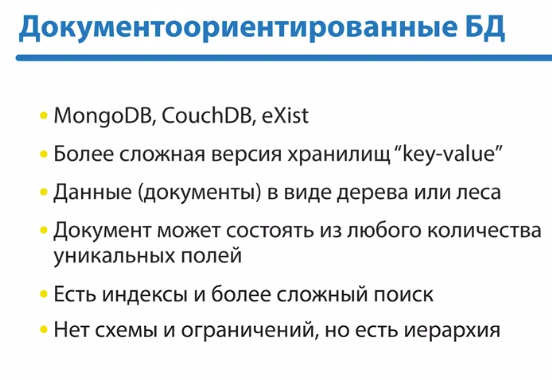 Документоориентированные БД
• MongoDB, CouchDB, eXist
• Более сложная версия хранилищ “key-value”
• Данные (документы) в виде дерева или леса
• Документ может состоять из любого количества
уникальных полей
• Есть индексы и более сложный поиск
• Нет схемы и ограничений, но есть иерархия